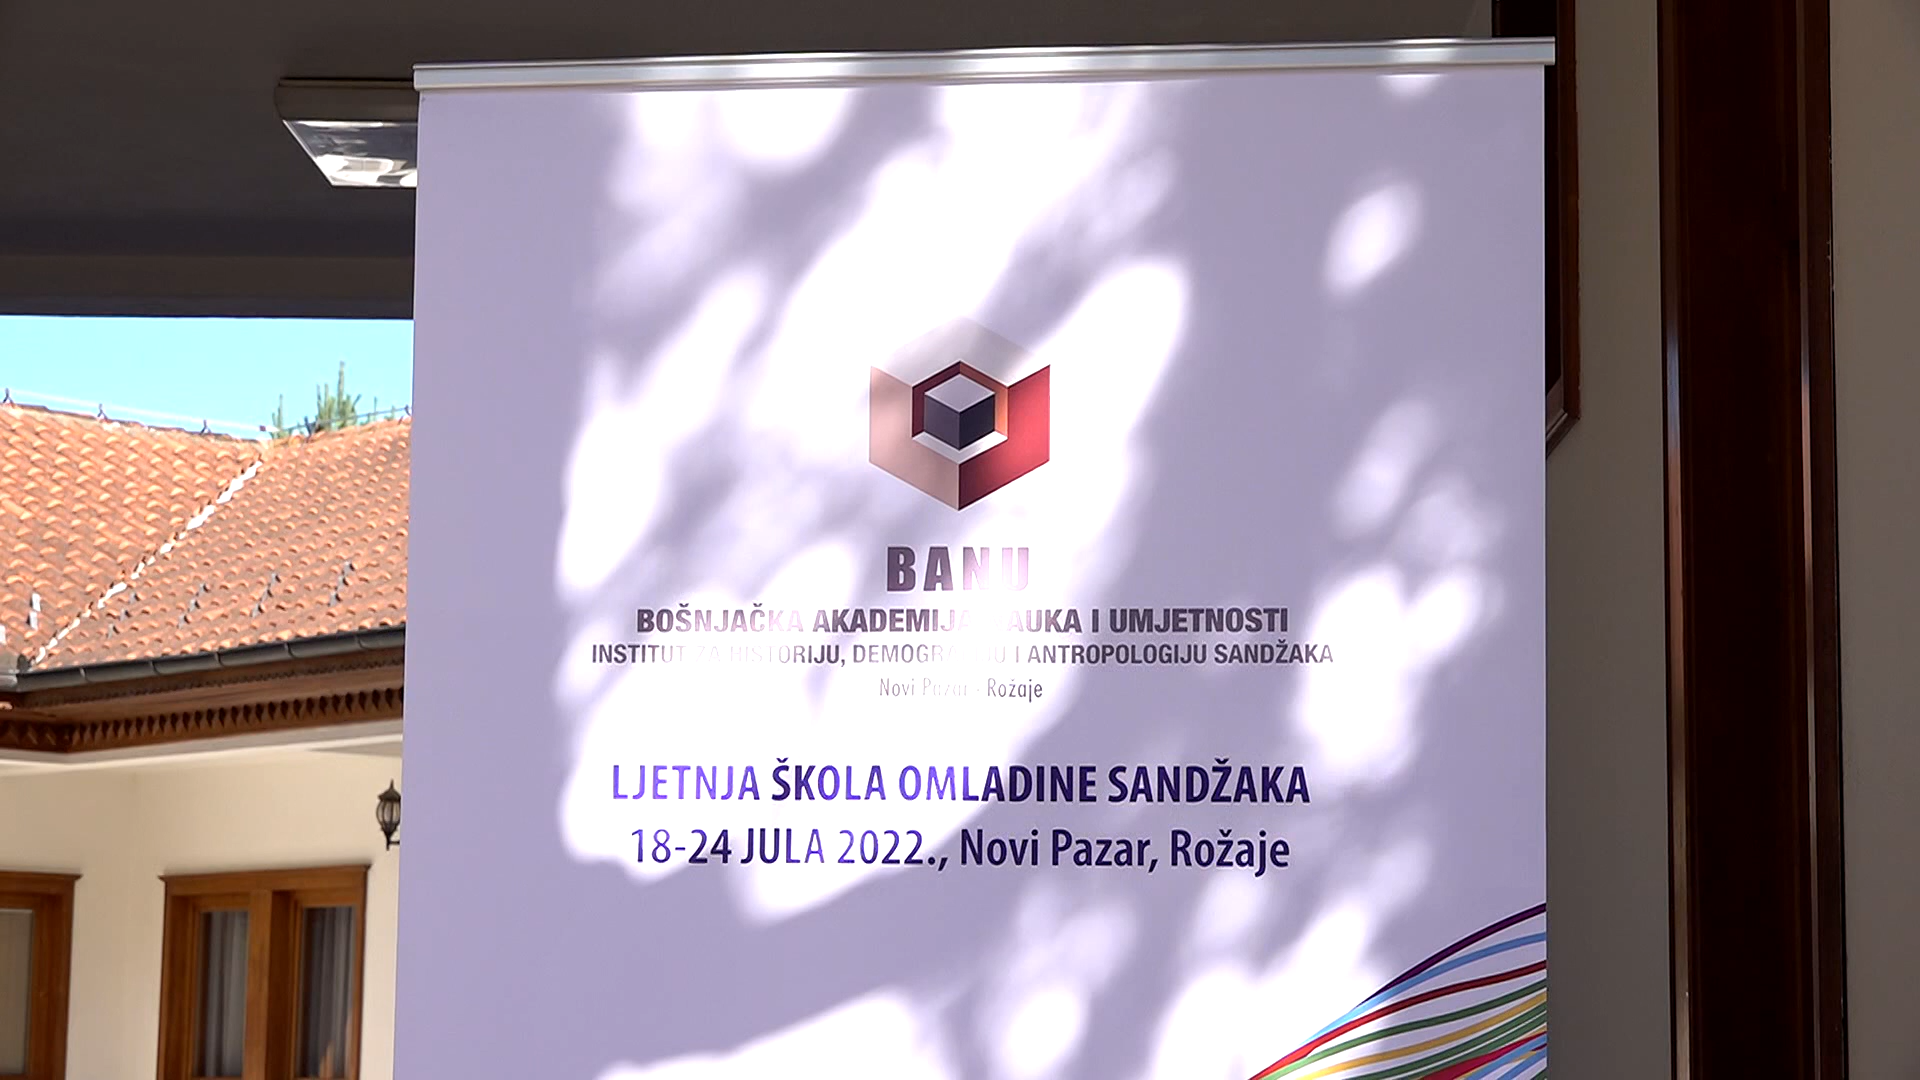 BANU
BOŠNJAČKA AKADEMIJA NAUKA I UMJETNOSTI
INSTITUT ZA HISTORIJU, DEMOGRAFIJU I ANTROPOLOGIJU SANDŽAKA
Novi Pazar - Rožaje
LJETNJA ŠKOLA OMLADINE SANDŽAKA
18-24 JULA 2022., Novi Pazar, Rožaje